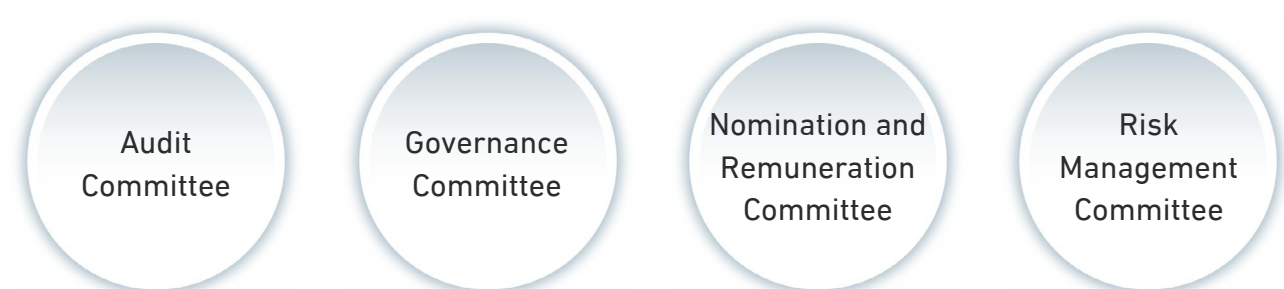 Audit
Committee
Governance
Committee
Nomination and
Remuneration
Committee
Risk
Management
Committee